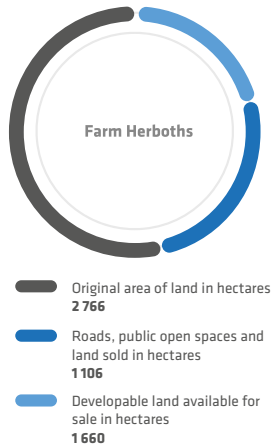 Farm Herboths
Original area of land in hectares
2 766
Roads, public open spaces and
land sold in hectares
1 106
Developable land available for
sale in hectares
1 660